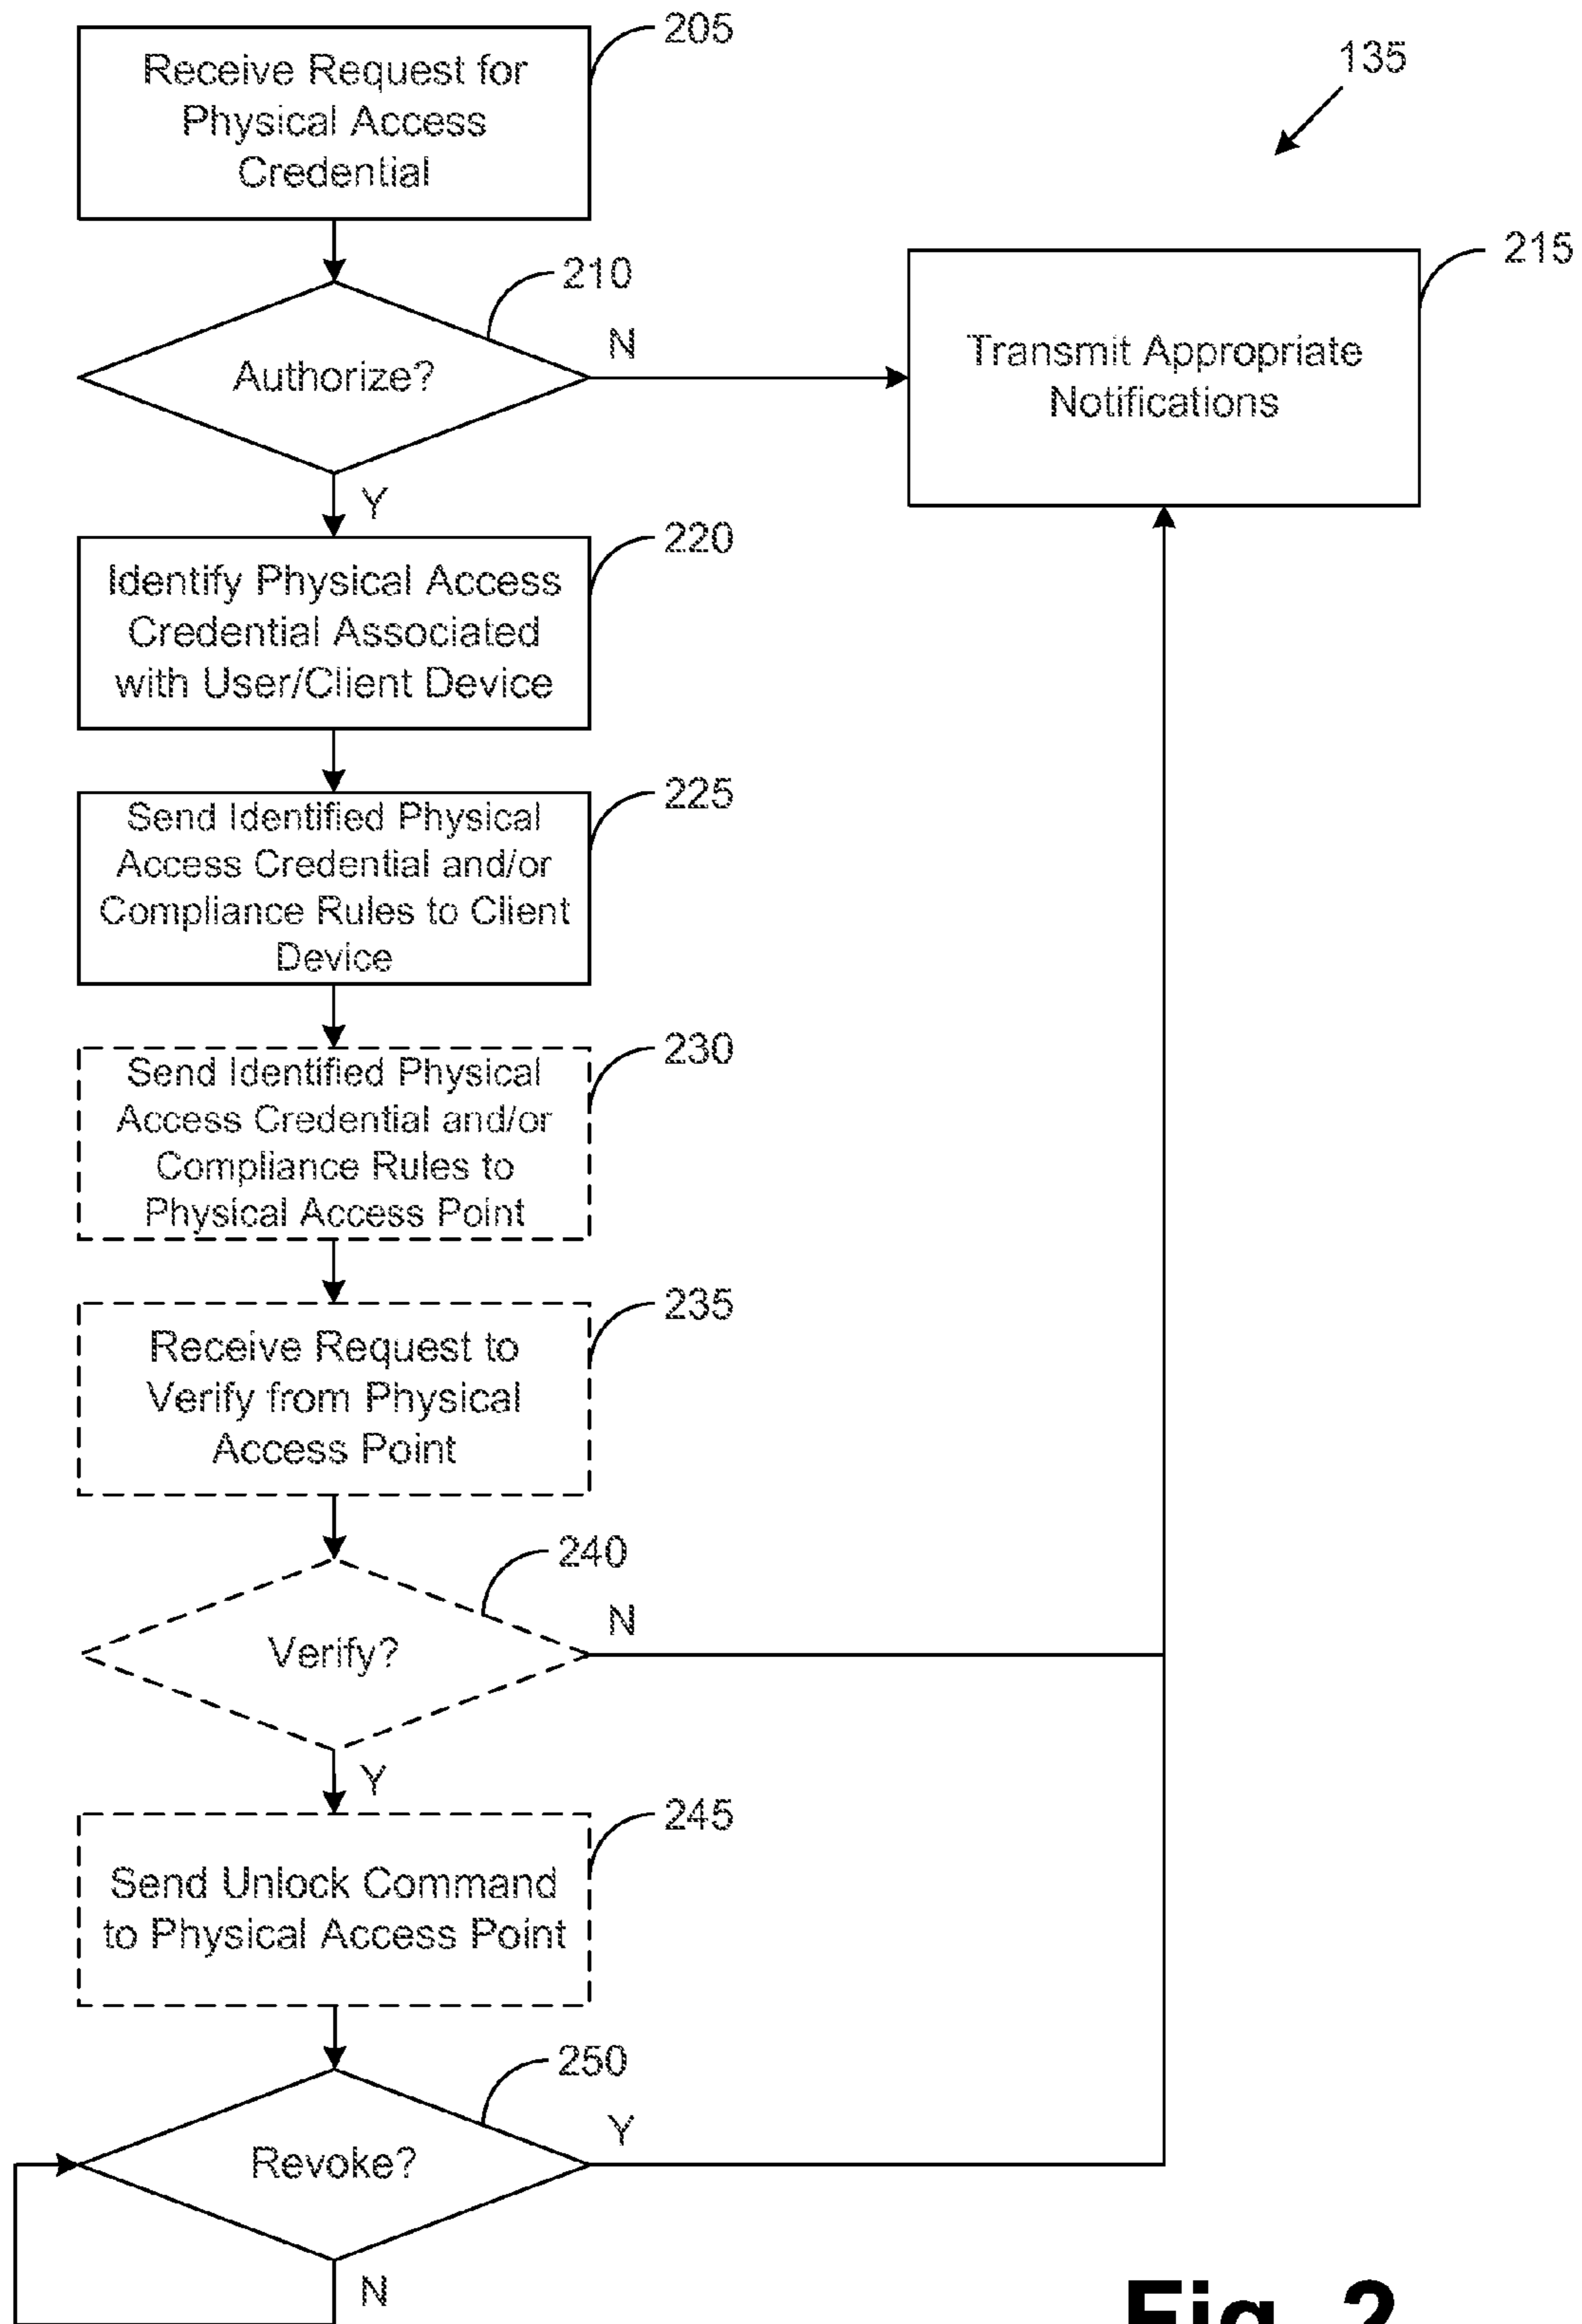 205
Receive Request for
Physical Access
Credential
135
210
Authorize?
N
215
Transmit Appropriate
Notifications
Y
220
Identify Physical Access
Credential Associated
with User/Client Device
225
Send Identified Physical
Access Credential and/or
Compliance Rules to Client
Device
230
Send Identified Physical
Access Credential and/or
Compliance Rules to
Physical Access Point
235
Receive Request to
Verify from Physical
Access Point
240
Verify?
N
Y
245
Send Unlock Command
to Physical Access Point
250
Revoke?
Y
N
Fig. 2